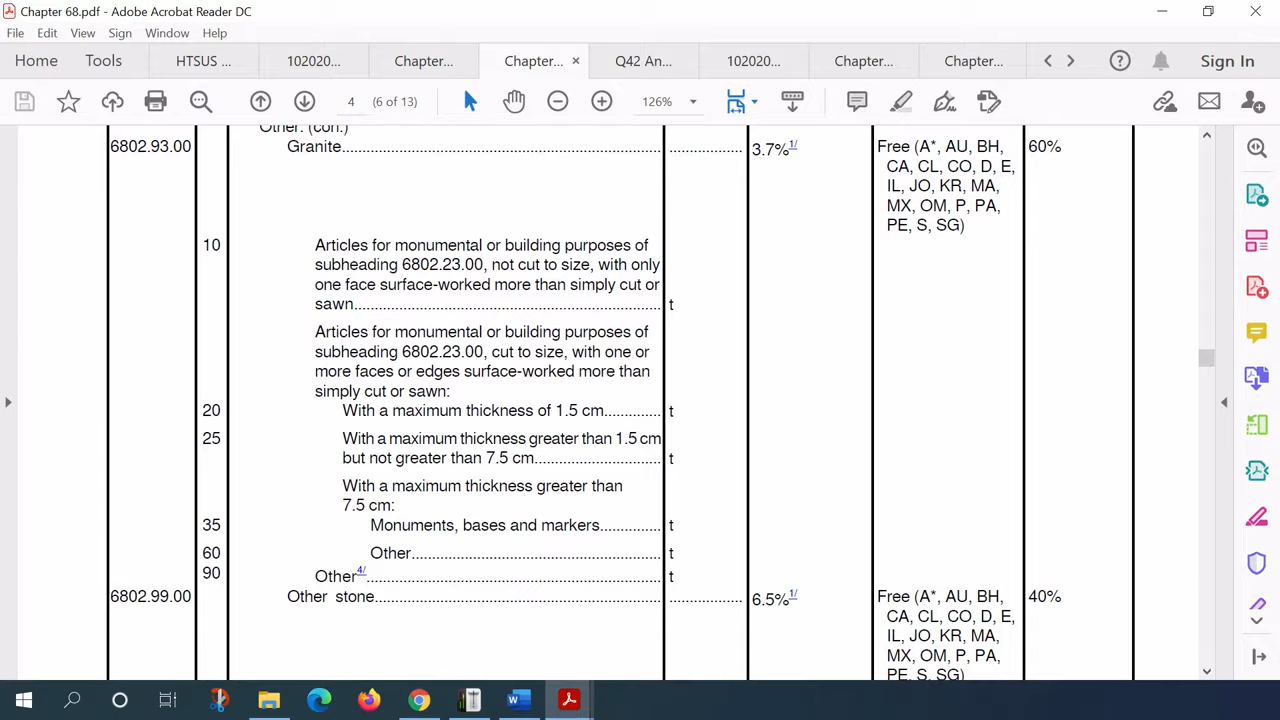 Chapter 68.pdf - Adobe Acrobat Reader DC
File Edit View Sign Window Help
Home Tools HTSUS ... 102020... Chapter... Chapter... × Q42 An... 102020... Chapter... Chapter... Sign In
4 (6 of 13) 126%
Other: (con.)
6802.93.00 Granite 3.7%1/ Free (A*, AU, BH, 60%
CA, CL, CO, D, E,
IL, JO, KR, MA,
MX, OM, P, PA,
PE, S, SG)
10 Articles for monumental or building purposes of
subheading 6802.23.00, not cut to size, with only
one face surface-worked more than simply cut or
sawn t
Articles for monumental or building purposes of
subheading 6802.23.00, cut to size, with one or
more faces or edges surface-worked more than
simply cut or sawn:
20 With a maximum thickness of 1.5 cm t
25 With a maximum thickness greater than 1.5 cm
but not greater than 7.5 cm t
With a maximum thickness greater than
7.5 cm:
35 Monuments, bases and markers t
60 Other t
90 Other4/ t
6802.99.00 Other stone 6.5%1/ Free (A*, AU, BH, 40%
CA, CL, CO, D, E,
IL, JO, KR, MA,
MX, OM, P, PA,
PE, S, SG)